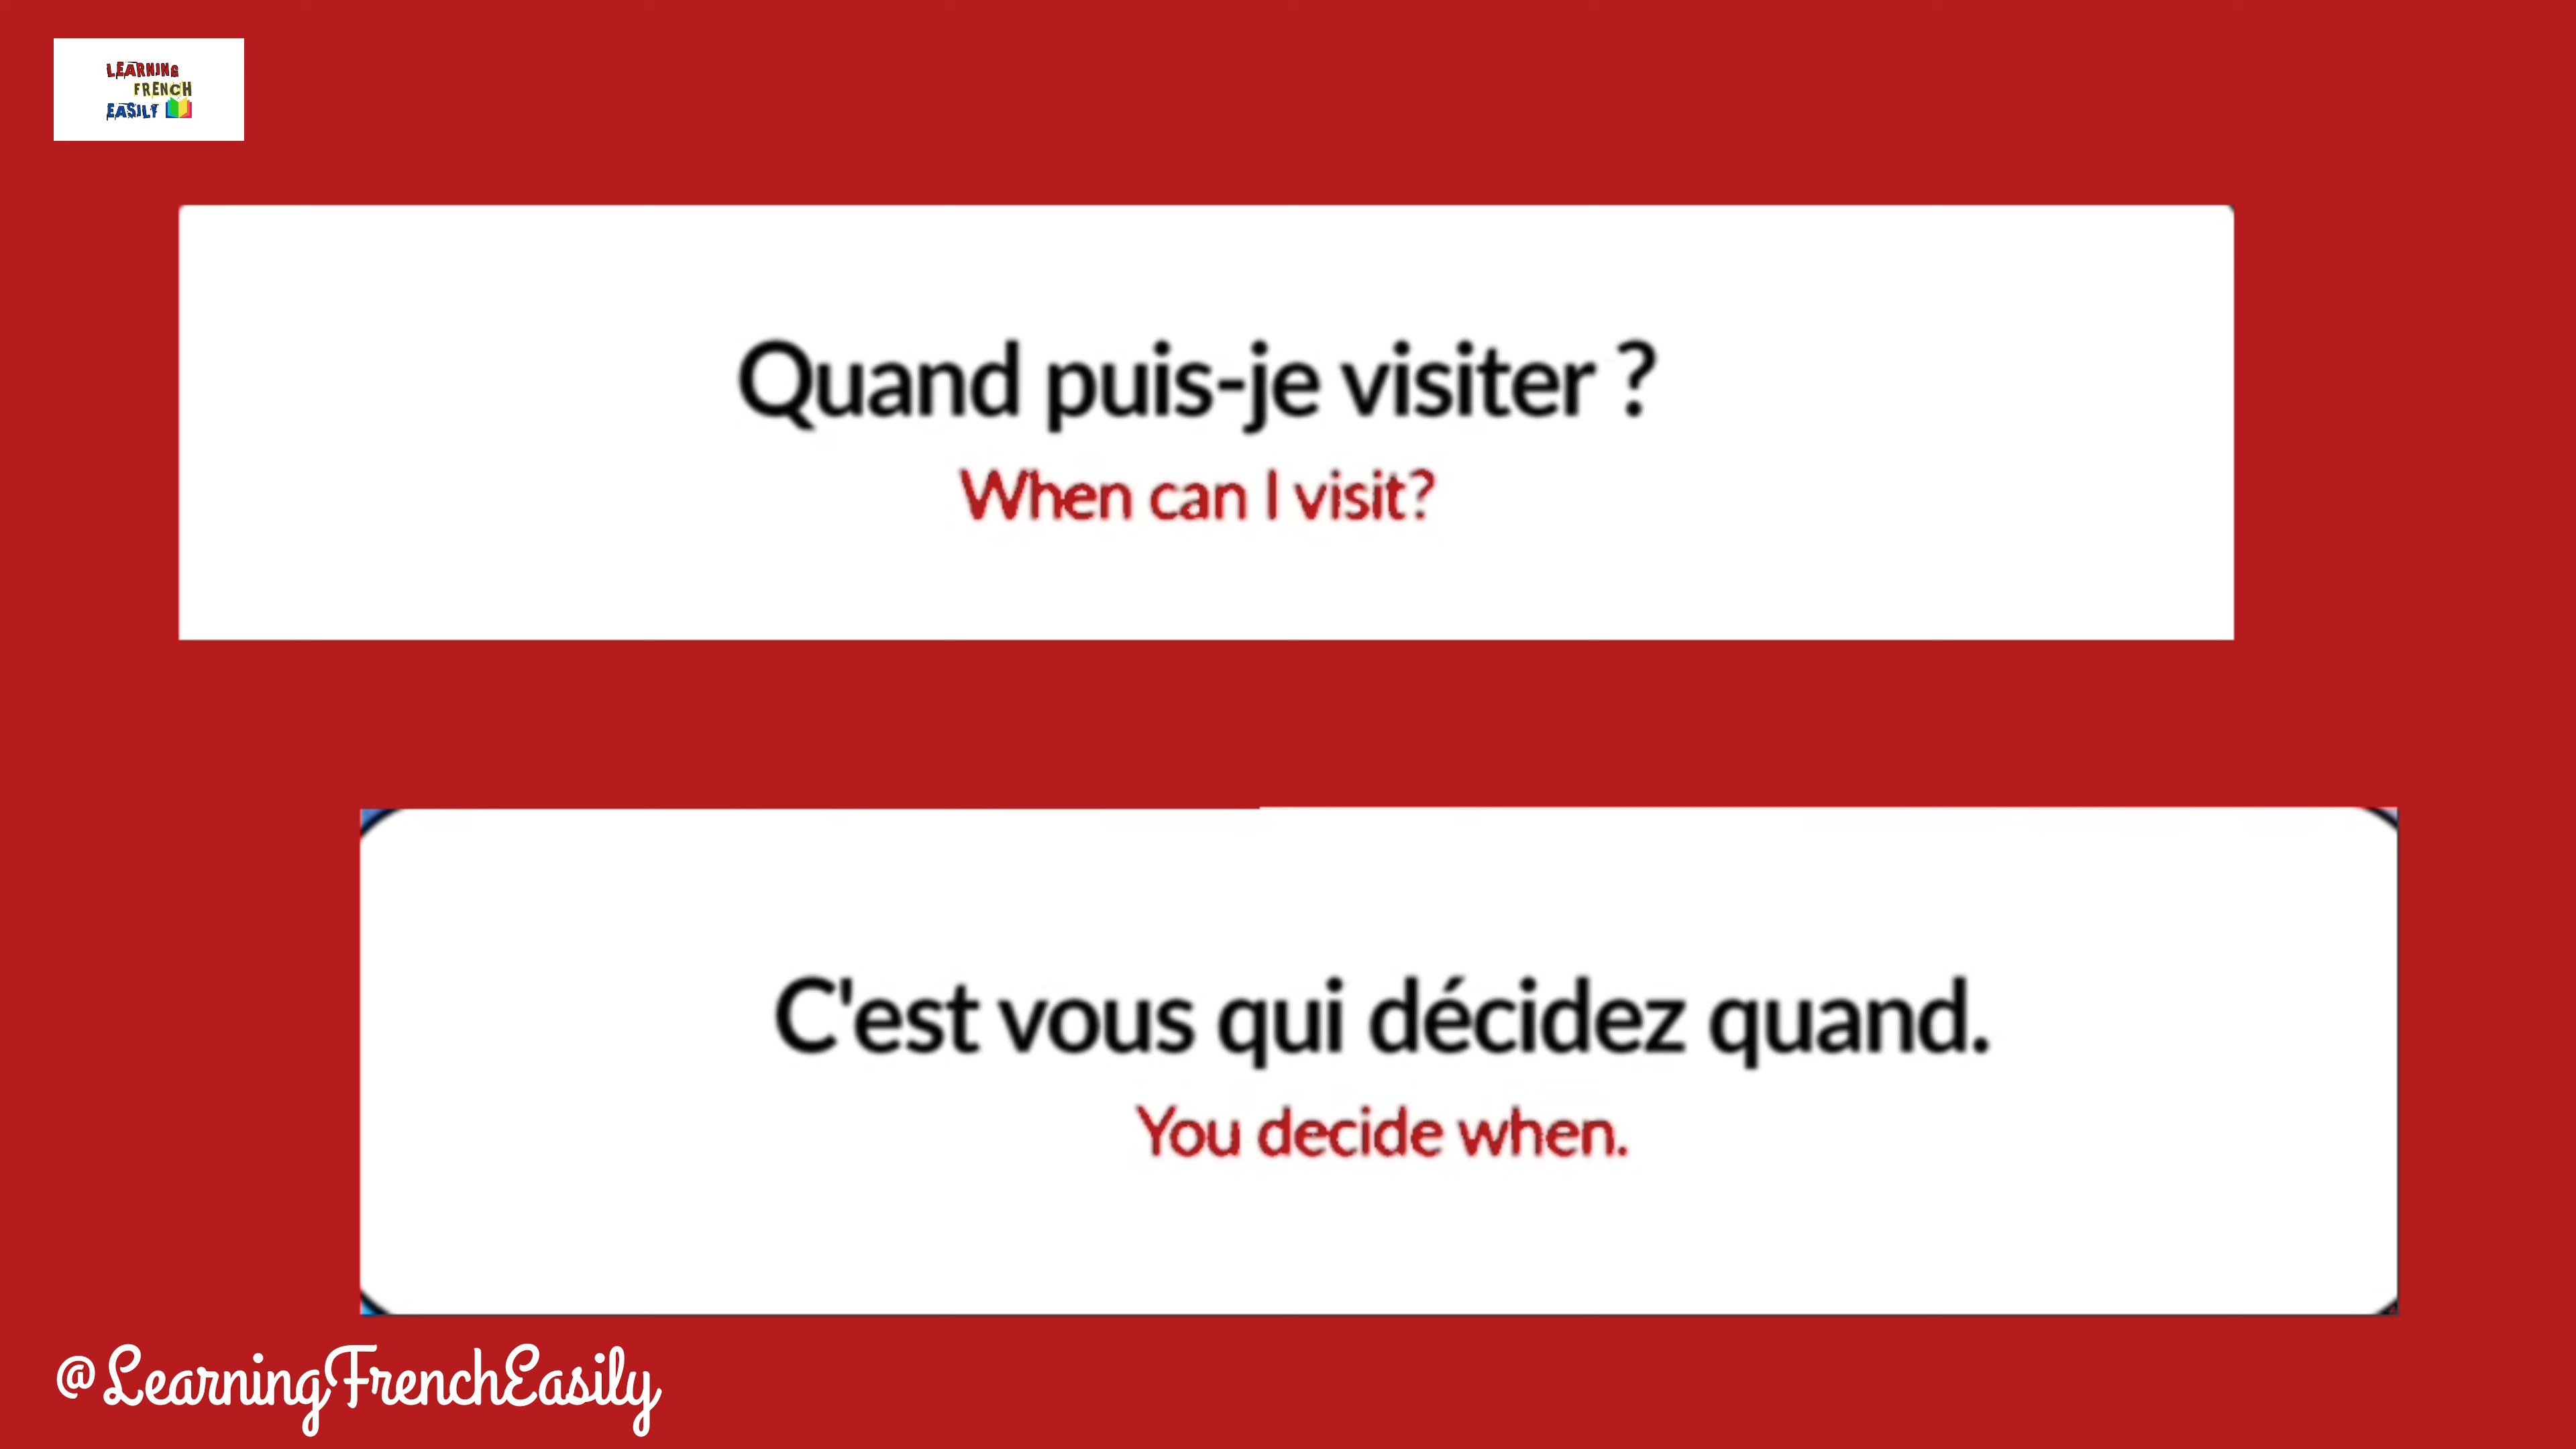 LEARNING
FRENCH
EASILY
Quand puis-je visiter ?
When can I visit?
C'est vous qui décidez quand.
You decide when.
@LearningFrenchEasily